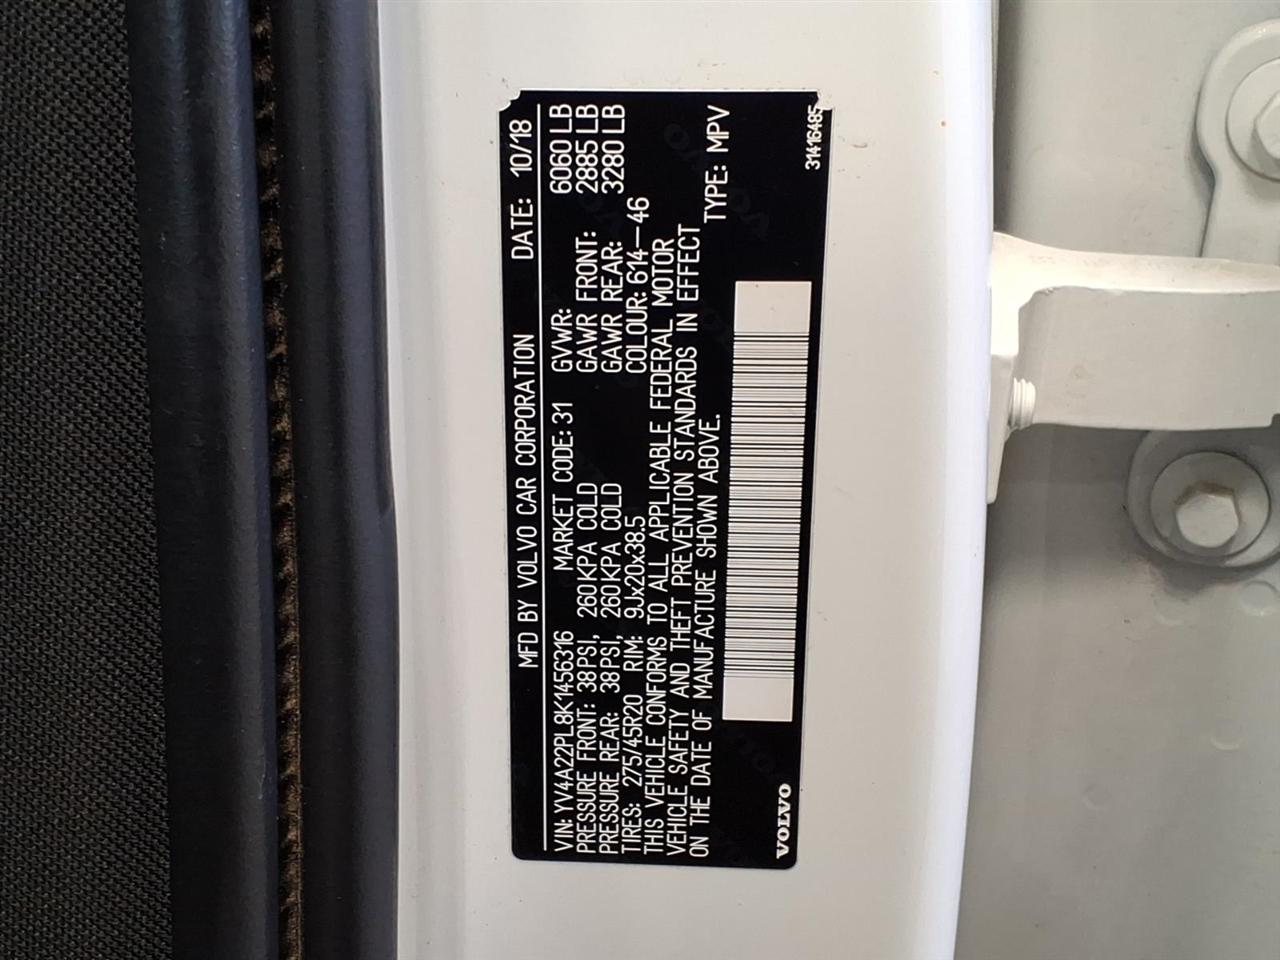 MFD BY VOLVO CAR CORPORATION DATE: 10/18
VIN: YV4A22PL8K1456316 MARKET CODE: 31 GVWR: 6060 LB
PRESSURE FRONT: 38PSI, 260KPA COLD GAWR FRONT: 2885 LB
PRESSURE REAR: 38PSI, 260KPA COLD GAWR REAR: 3280 LB
TIRES: 275/45R20 RIM: 9Jx20x38.5 COLOUR: 614-46
THIS VEHICLE CONFORMS TO ALL APPLICABLE FEDERAL MOTOR
VEHICLE SAFETY AND THEFT PREVENTION STANDARDS IN EFFECT
ON THE DATE OF MANUFACTURE SHOWN ABOVE. TYPE: MPV
VOLVO
31416485